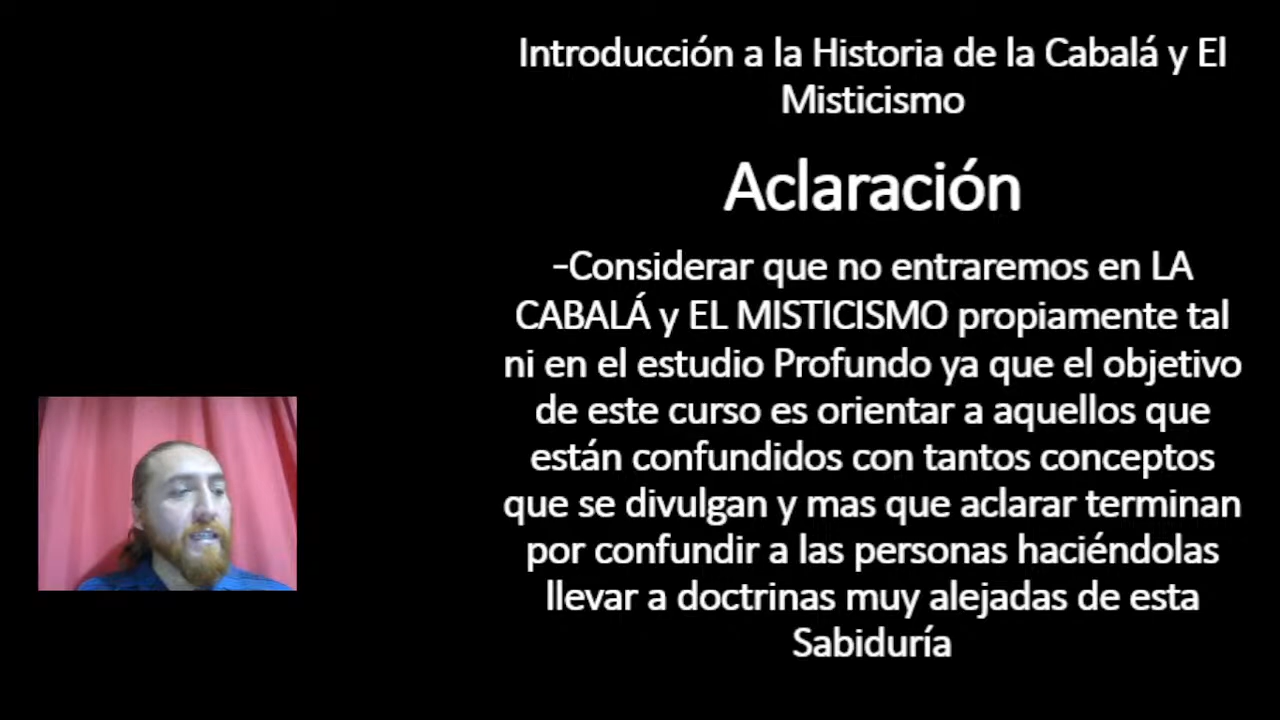 Introducción a la Historia de la Cabalá y El
Misticismo
Aclaración
-Considerar que no entraremos en LA
CABALÁ y EL MISTICISMO propiamente tal
ni en el estudio Profundo ya que el objetivo
de este curso es orientar a aquellos que
están confundidos con tantos conceptos
que se divulgan y mas que aclarar terminan
por confundir a las personas haciéndolas
llevar a doctrinas muy alejadas de esta
Sabiduría